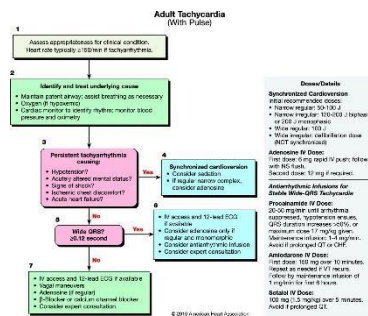 Adult Tachycardia
(With Pulse)
1
Assess appropriateness for clinical condition.
Heart rate typically ≥150/min if tachyarrhythmia.
2
Identify and treat underlying cause
• Maintain patent airway; assist breathing as necessary
• Oxygen (if hypoxemic)
• Cardiac monitor to identify rhythm; monitor blood
pressure and oximetry
3
Persistent tachyarrhythmia
causing:
• Hypotension?
• Acutely altered mental status?
• Signs of shock?
• Ischemic chest discomfort?
• Acute heart failure?
Yes
4
Synchronized cardioversion
• Consider sedation
• If regular narrow complex,
consider adenosine
No
5
Wide QRS?
≥0.12 second
Yes
6
• IV access and 12-lead ECG
if available
• Consider adenosine only if
regular and monomorphic
• Consider antiarrhythmic infusion
• Consider expert consultation
No
7
• IV access and 12-lead ECG if available
• Vagal maneuvers
• Adenosine (if regular)
• β-Blocker or calcium channel blocker
• Consider expert consultation
Doses/Details
Synchronized Cardioversion
Initial recommended doses:
• Narrow regular: 50-100 J
• Narrow irregular: 120-200 J biphasic
or 200 J monophasic
• Wide regular: 100 J
• Wide irregular: defibrillation dose
(NOT synchronized)
Adenosine IV Dose:
First dose: 6 mg rapid IV push; follow
with NS flush.
Second dose: 12 mg if required.
Antiarrhythmic Infusions for
Stable Wide-QRS Tachycardia
Procainamide IV Dose:
20-50 mg/min until arrhythmia
suppressed, hypotension ensues,
QRS duration increases >50%, or
maximum dose 17 mg/kg given.
Maintenance infusion: 1-4 mg/min.
Avoid if prolonged QT or CHF.
Amiodarone IV Dose:
First dose: 150 mg over 10 minutes.
Repeat as needed if VT recurs.
Follow by maintenance infusion of
1 mg/min for first 6 hours.
Sotalol IV Dose:
100 mg (1.5 mg/kg) over 5 minutes.
Avoid if prolonged QT.
American Heart Association